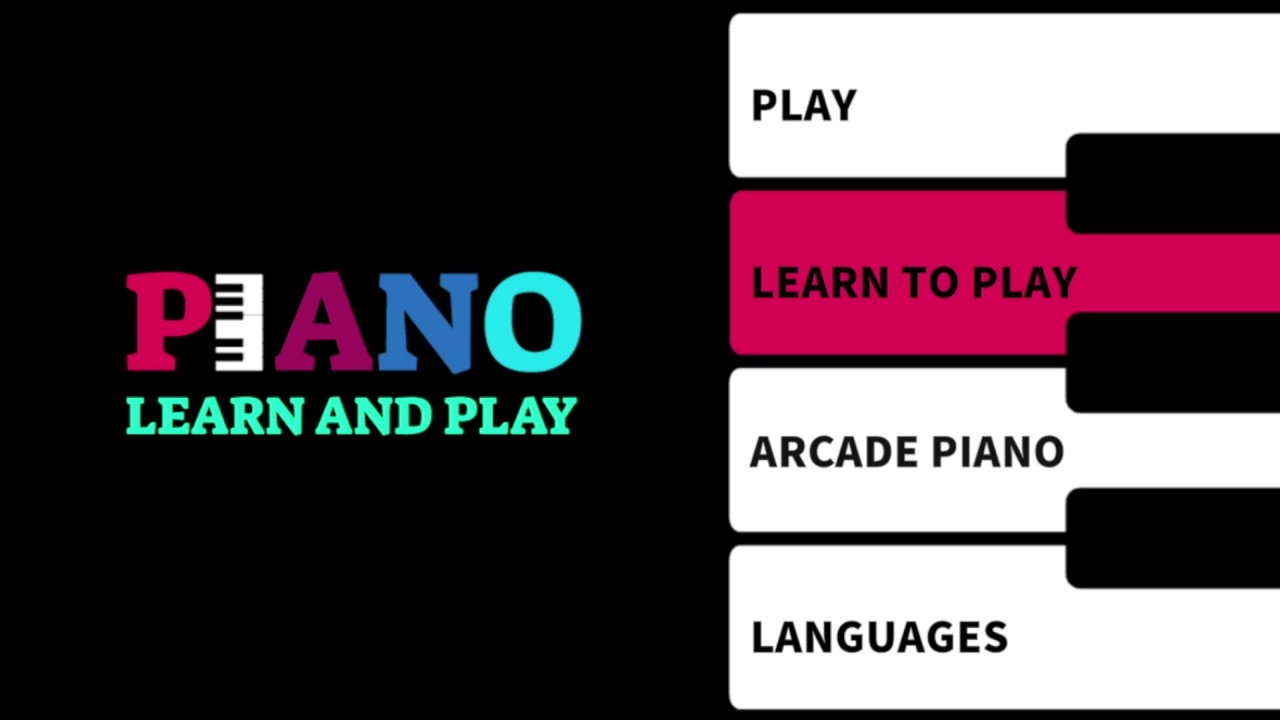 PIANO
LEARN AND PLAY
PLAY
LEARN TO PLAY
ARCADE PIANO
LANGUAGES